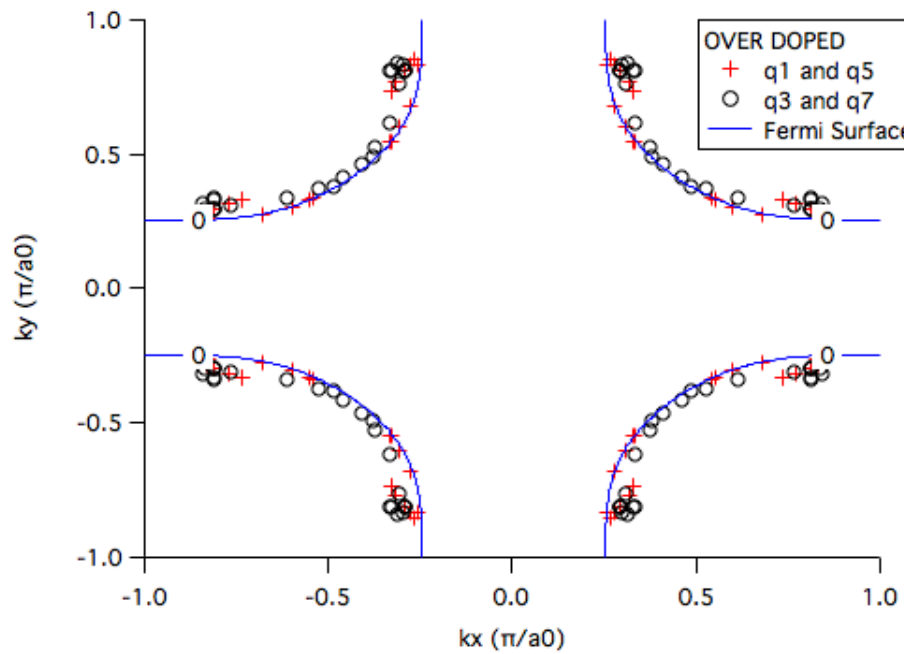 1.0
OVER DOPED
q1 and q5
q3 and q7
Fermi Surface
0.5
0 0
0.0
ky (π/a0)
0 0
-0.5
-1.0
-1.0 -0.5 0.0 0.5 1.0
kx (π/a0)